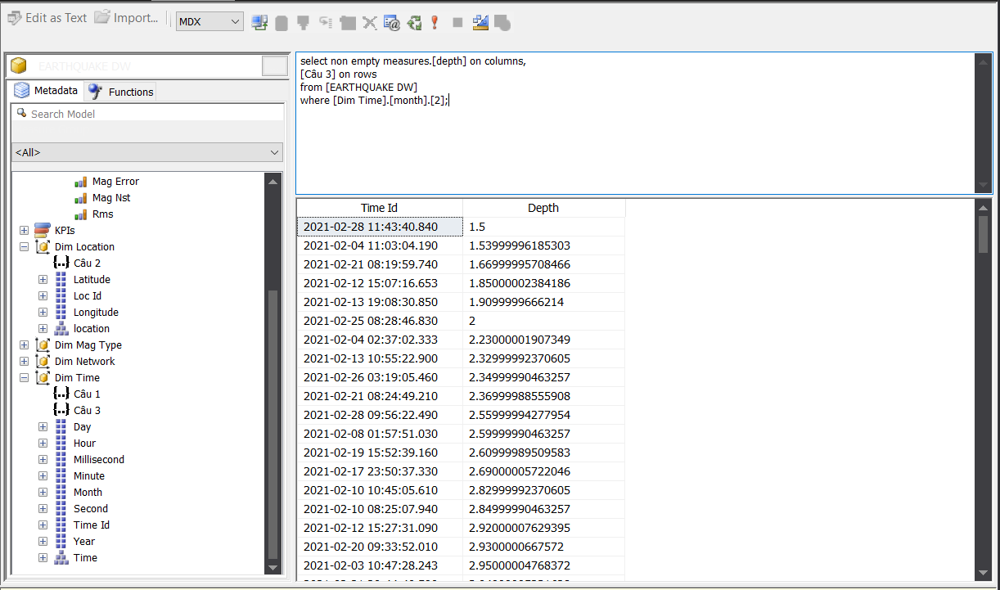 Edit as Text Import...
MDX
EARTHQUAKE DW
Metadata Functions
Search Model
<All>
Mag Error
Mag Nst
Rms
KPIs
Dim Location
Câu 2
Latitude
Loc Id
Longitude
location
Dim Mag Type
Dim Network
Dim Time
Câu 1
Câu 3
Day
Hour
Millisecond
Minute
Month
Second
Time Id
Year
Time
select non empty measures.[depth] on columns,
[Câu 3] on rows
from [EARTHQUAKE DW]
where [Dim Time].[month].[2];
Time Id Depth
2021-02-28 11:43:40.840 1.5
2021-02-04 11:03:04.190 1.53999996185303
2021-02-21 08:19:59.740 1.66999995708466
2021-02-12 15:07:16.653 1.85000002384186
2021-02-13 19:08:30.850 1.9099999666214
2021-02-25 08:28:46.830 2
2021-02-04 02:37:02.333 2.23000001907349
2021-02-13 10:55:22.900 2.32999992370605
2021-02-26 03:19:05.460 2.34999990463257
2021-02-21 08:24:49.210 2.36999988555908
2021-02-28 09:56:22.490 2.55999994277954
2021-02-08 01:57:51.030 2.59999990463257
2021-02-19 15:52:39.160 2.60999989509583
2021-02-17 23:50:37.330 2.69000005722046
2021-02-10 10:45:05.610 2.82999992370605
2021-02-10 08:25:07.940 2.84999990463257
2021-02-12 15:27:31.090 2.92000007629395
2021-02-20 09:33:52.010 2.9300000667572
2021-02-03 10:47:28.243 2.95000004768372